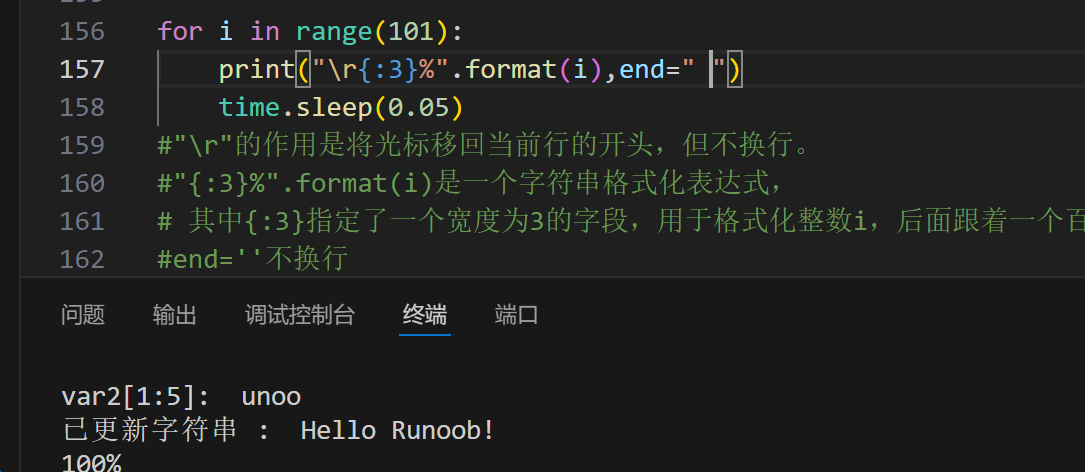 156 for i in range(101):
157 print("\r{:3}%".format(i),end=" ")
158 time.sleep(0.05)
159 #"\r"的作用是将光标移回当前行的开头，但不换行。
160 #"{:3}%".format(i)是一个字符串格式化表达式，
161 # 其中{:3}指定了一个宽度为3的字段，用于格式化整数i，后面跟着一个百
162 #end=''不换行
问题 输出 调试控制台 终端 端口
var2[1:5]: unoo
已更新字符串 : Hello Runoob!
100%